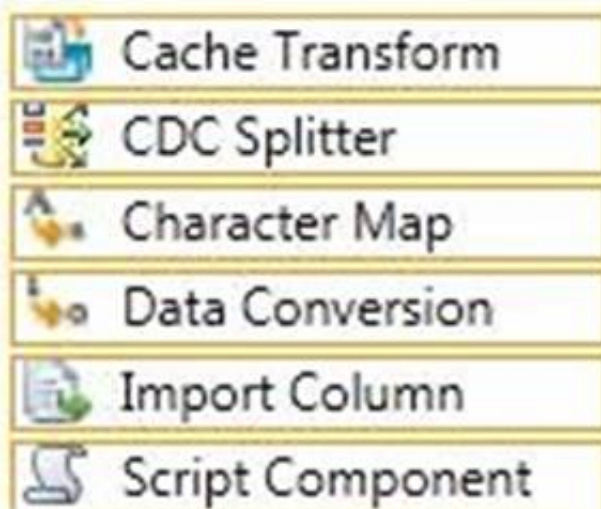 Cache Transform
CDC Splitter
Character Map
Data Conversion
Import Column
Script Component